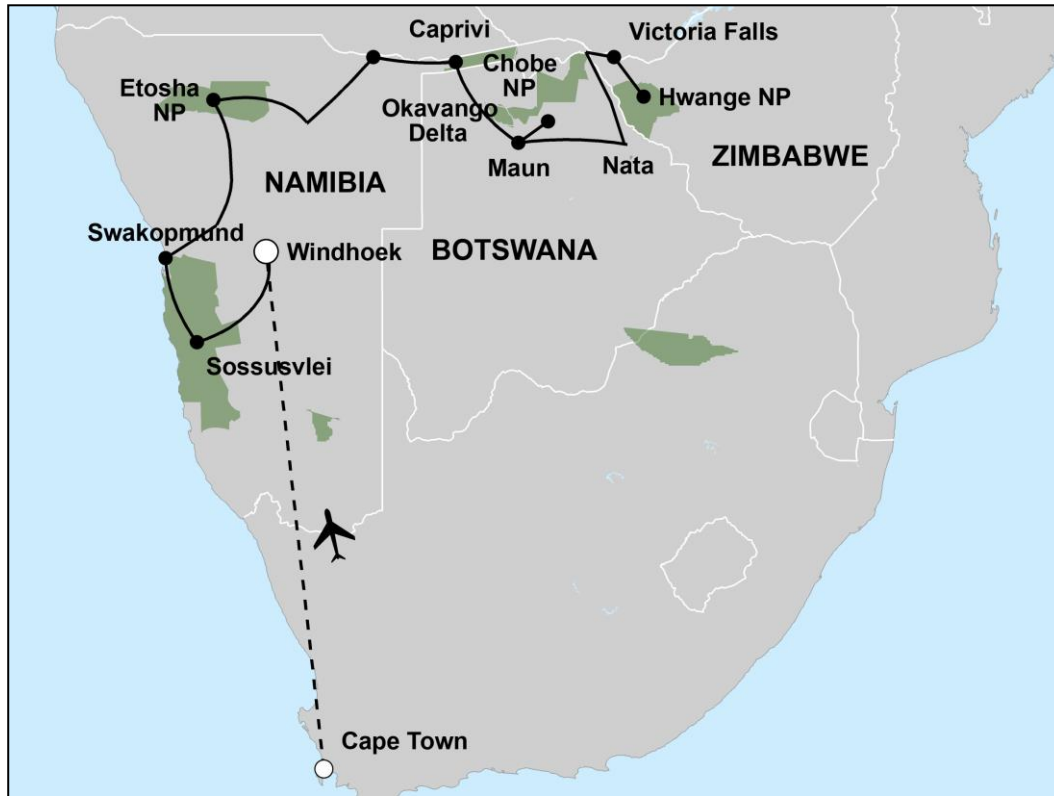 Caprivi
Victoria Falls
Etosha
NP
Chobe
NP
Hwange NP
Okavango
Delta
Maun
Nata
ZIMBABWE
NAMIBIA
Swakopmund
Windhoek
BOTSWANA
Sossusvlei
Cape Town